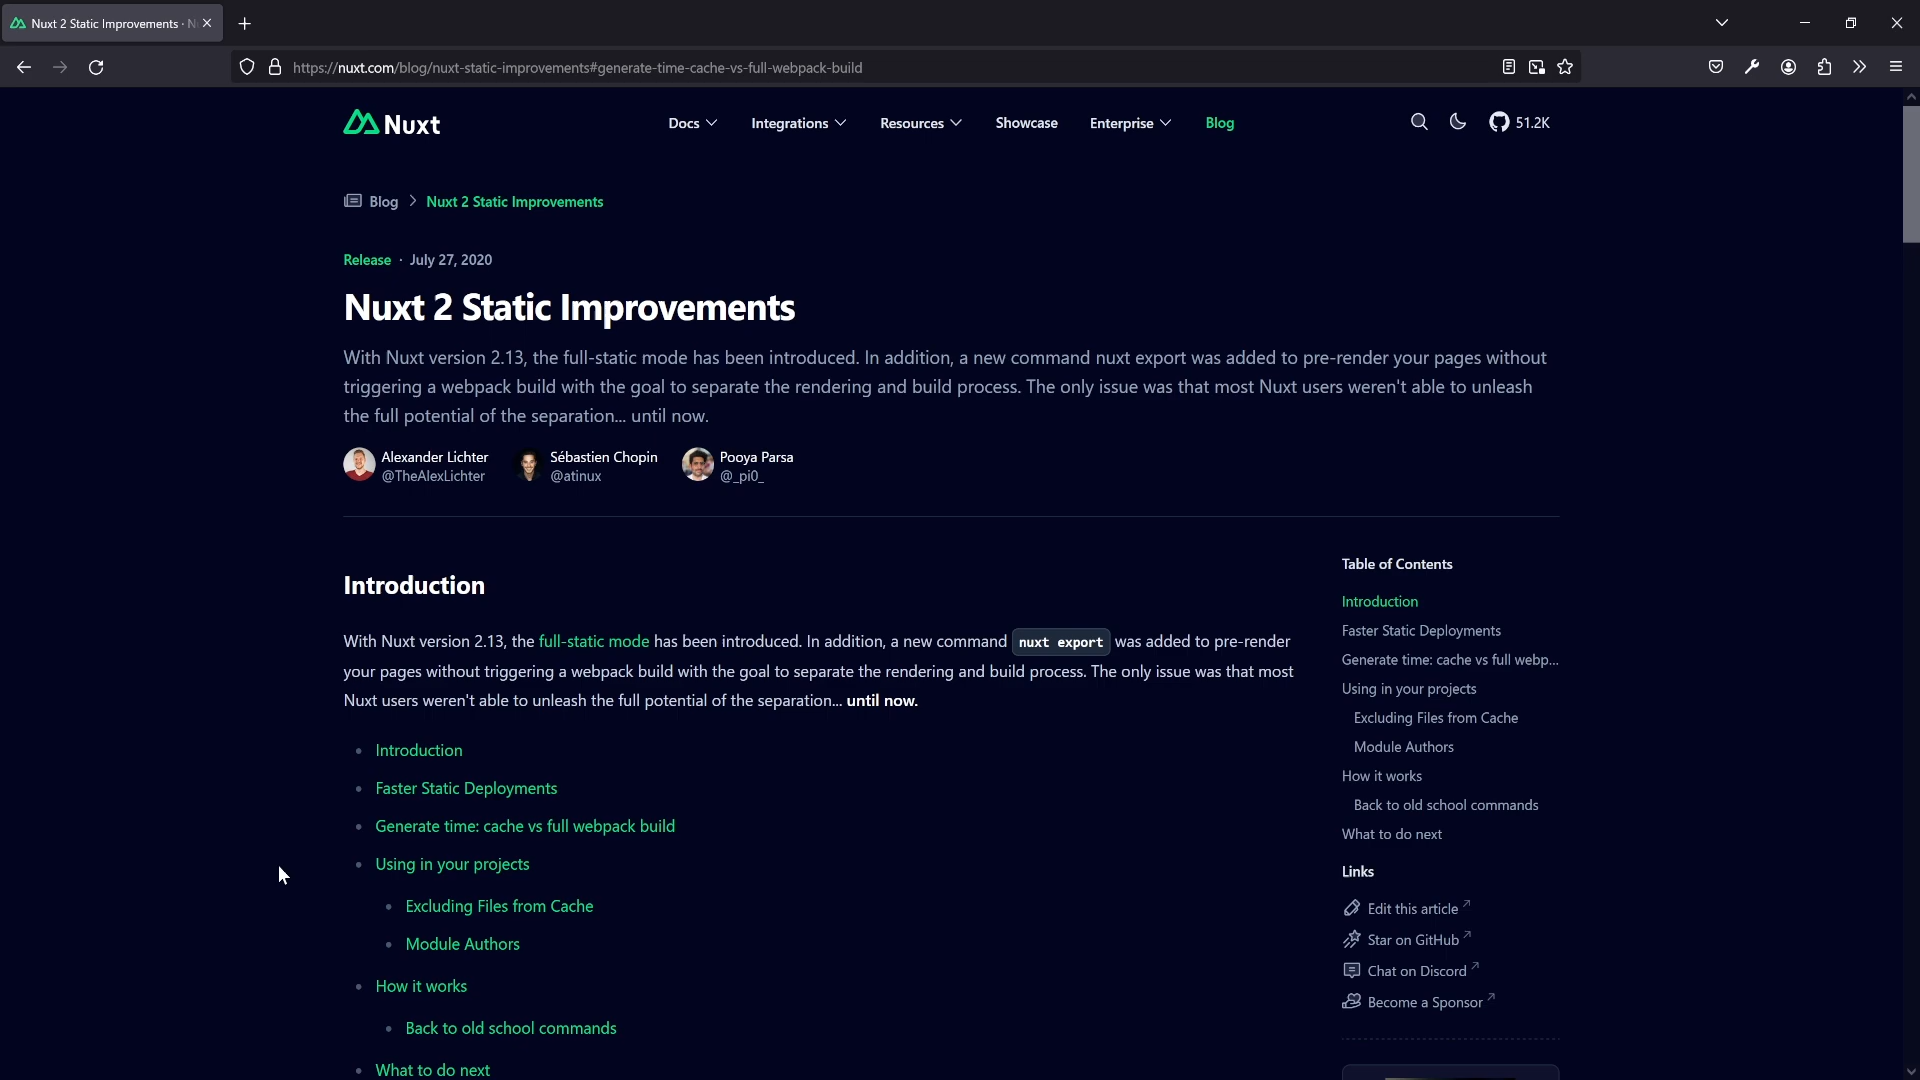 Nuxt 2 Static Improvements · N
https://nuxt.com/blog/nuxt-static-improvements#generate-time-cache-vs-full-webpack-build
Nuxt
Docs
Integrations
Resources
Showcase
Enterprise
Blog
51.2K
Blog
Nuxt 2 Static Improvements
Release · July 27, 2020
Nuxt 2 Static Improvements
With Nuxt version 2.13, the full-static mode has been introduced. In addition, a new command nuxt export was added to pre-render your pages without
triggering a webpack build with the goal to separate the rendering and build process. The only issue was that most Nuxt users weren't able to unleash
the full potential of the separation... until now.
Alexander Lichter
@TheAlexLichter
Sébastien Chopin
@atinux
Pooya Parsa
@_pi0_
Introduction
With Nuxt version 2.13, the full-static mode has been introduced. In addition, a new command nuxt export was added to pre-render
your pages without triggering a webpack build with the goal to separate the rendering and build process. The only issue was that most
Nuxt users weren't able to unleash the full potential of the separation... until now.
Introduction
Faster Static Deployments
Generate time: cache vs full webpack build
Using in your projects
Excluding Files from Cache
Module Authors
How it works
Back to old school commands
What to do next
Table of Contents
Introduction
Faster Static Deployments
Generate time: cache vs full webp...
Using in your projects
Excluding Files from Cache
Module Authors
How it works
Back to old school commands
What to do next
Links
Edit this article
Star on GitHub
Chat on Discord
Become a Sponsor